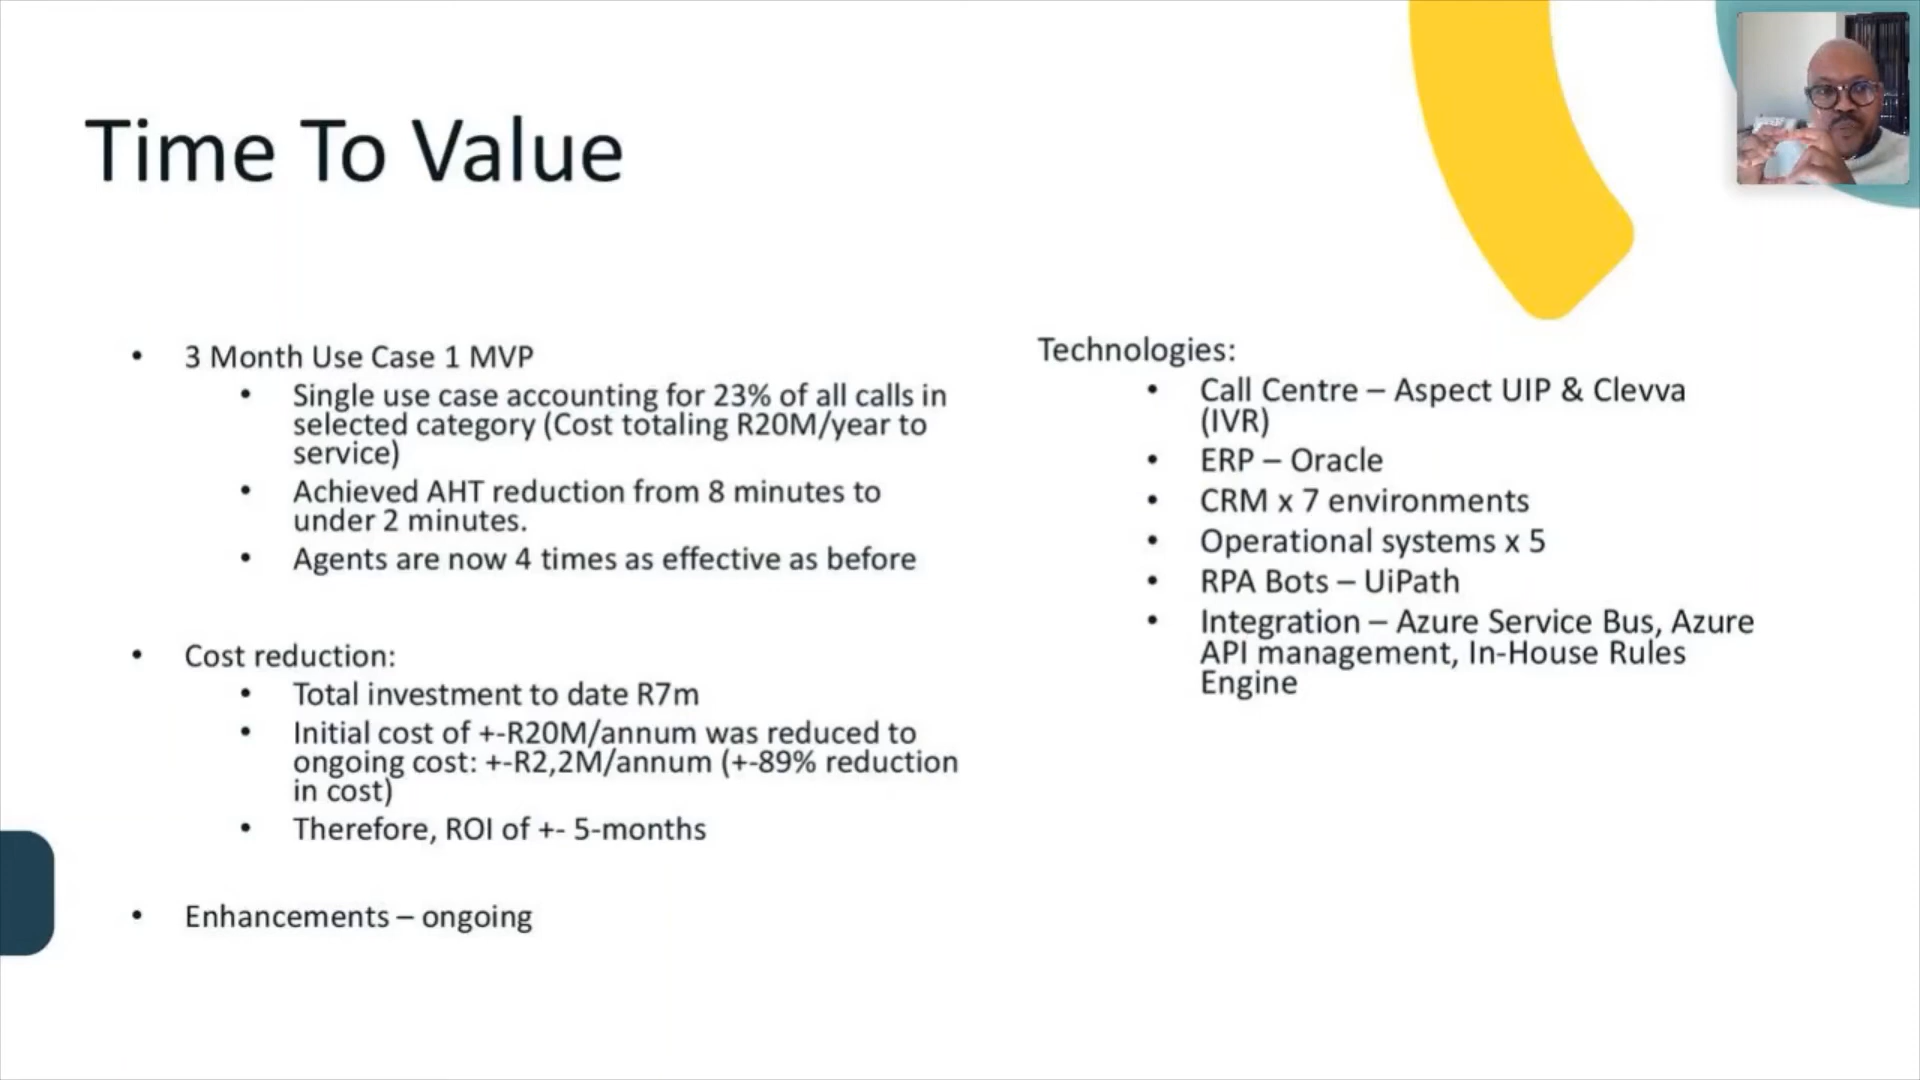 Time To Value
• 3 Month Use Case 1 MVP
• Single use case accounting for 23% of all calls in
selected category (Cost totaling R20M/year to
service)
• Achieved AHT reduction from 8 minutes to
under 2 minutes.
• Agents are now 4 times as effective as before
• Cost reduction:
• Total investment to date R7m
• Initial cost of +-R20M/annum was reduced to
ongoing cost: +-R2,2M/annum (+-89% reduction
in cost)
• Therefore, ROI of +- 5-months
• Enhancements – ongoing
Technologies:
• Call Centre – Aspect UIP & Clevva
(IVR)
• ERP – Oracle
• CRM x 7 environments
• Operational systems x 5
• RPA Bots – UiPath
• Integration – Azure Service Bus, Azure
API management, In-House Rules
Engine